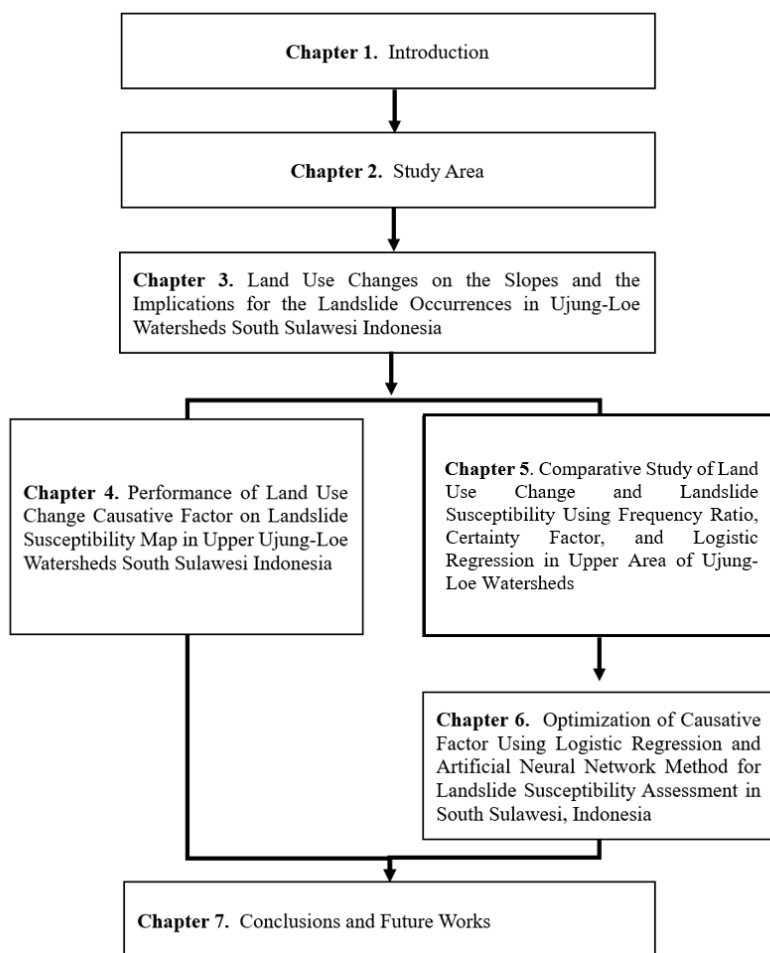 Chapter 1. Introduction
Chapter 2. Study Area
Chapter 3. Land Use Changes on the Slopes and the
Implications for the Landslide Occurrences in Ujung-Loe
Watersheds South Sulawesi Indonesia
Chapter 4. Performance of Land Use
Change Causative Factor on Landslide
Susceptibility Map in Upper Ujung-Loe
Watersheds South Sulawesi Indonesia
Chapter 5. Comparative Study of Land
Use Change and Landslide
Susceptibility Using Frequency Ratio,
Certainty Factor, and Logistic
Regression in Upper Area of Ujung-
Loe Watersheds
Chapter 6. Optimization of Causative
Factor Using Logistic Regression and
Artificial Neural Network Method for
Landslide Susceptibility Assessment in
South Sulawesi, Indonesia
Chapter 7. Conclusions and Future Works